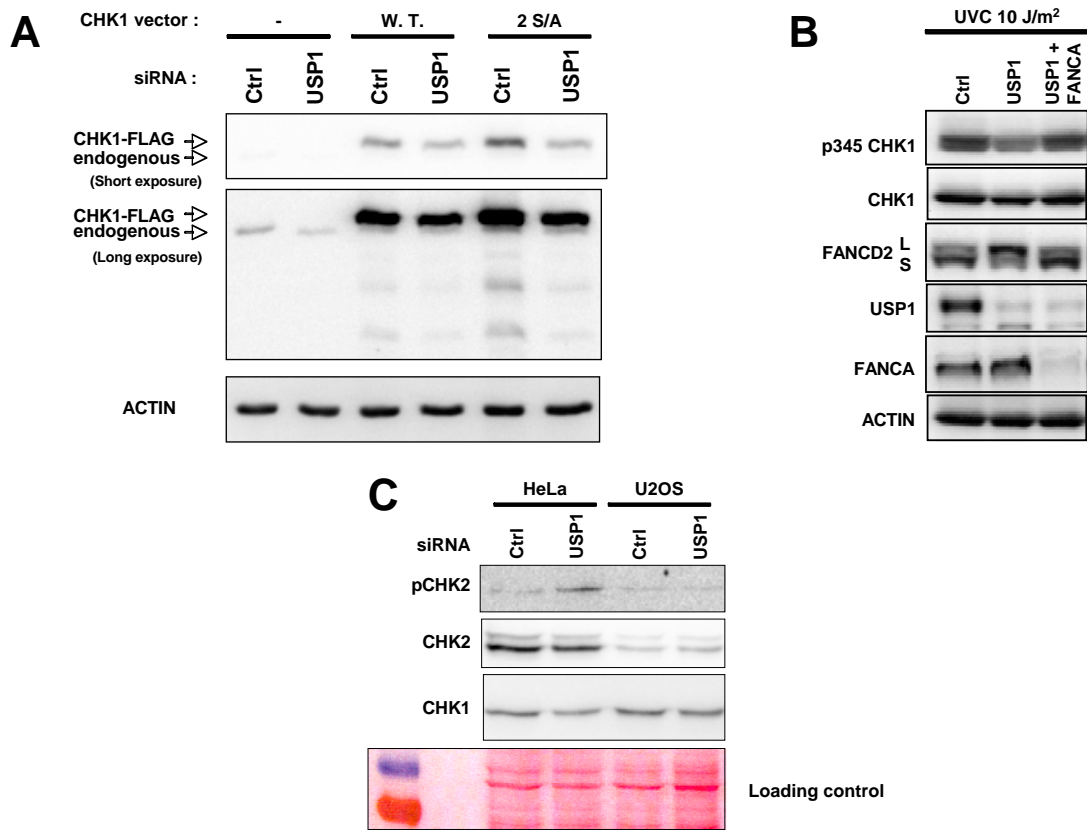 A
CHK1 vector :
-
W. T.
2 S/A
siRNA :
Ctrl
USP1
Ctrl
USP1
Ctrl
USP1
CHK1-FLAG
endogenous
(Short exposure)
CHK1-FLAG
endogenous
(Long exposure)
ACTIN
B
UVC 10 J/m²
Ctrl
USP1
USP1 +
FANCA
p345 CHK1
CHK1
FANCD2 L
S
USP1
FANCA
ACTIN
C
HeLa
U2OS
siRNA
Ctrl
USP1
Ctrl
USP1
pCHK2
CHK2
CHK1
Loading control